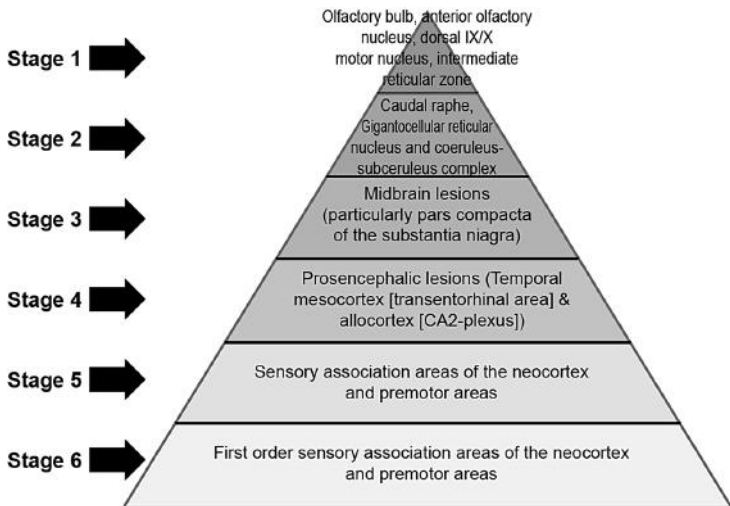 Stage 1
Olfactory bulb, anterior olfactory
nucleus, dorsal IX/X
motor nucleus, intermediate
reticular zone
Stage 2
Caudal raphe,
Gigantocellular reticular
nucleus and coeruleus-
subceruleus complex
Stage 3
Midbrain lesions
(particularly pars compacta
of the substantia niagra)
Stage 4
Prosencephalic lesions (Temporal
mesocortex [transentorhinal area] &
allocortex [CA2-plexus])
Stage 5
Sensory association areas of the neocortex
and premotor areas
Stage 6
First order sensory association areas of the neocortex
and premotor areas